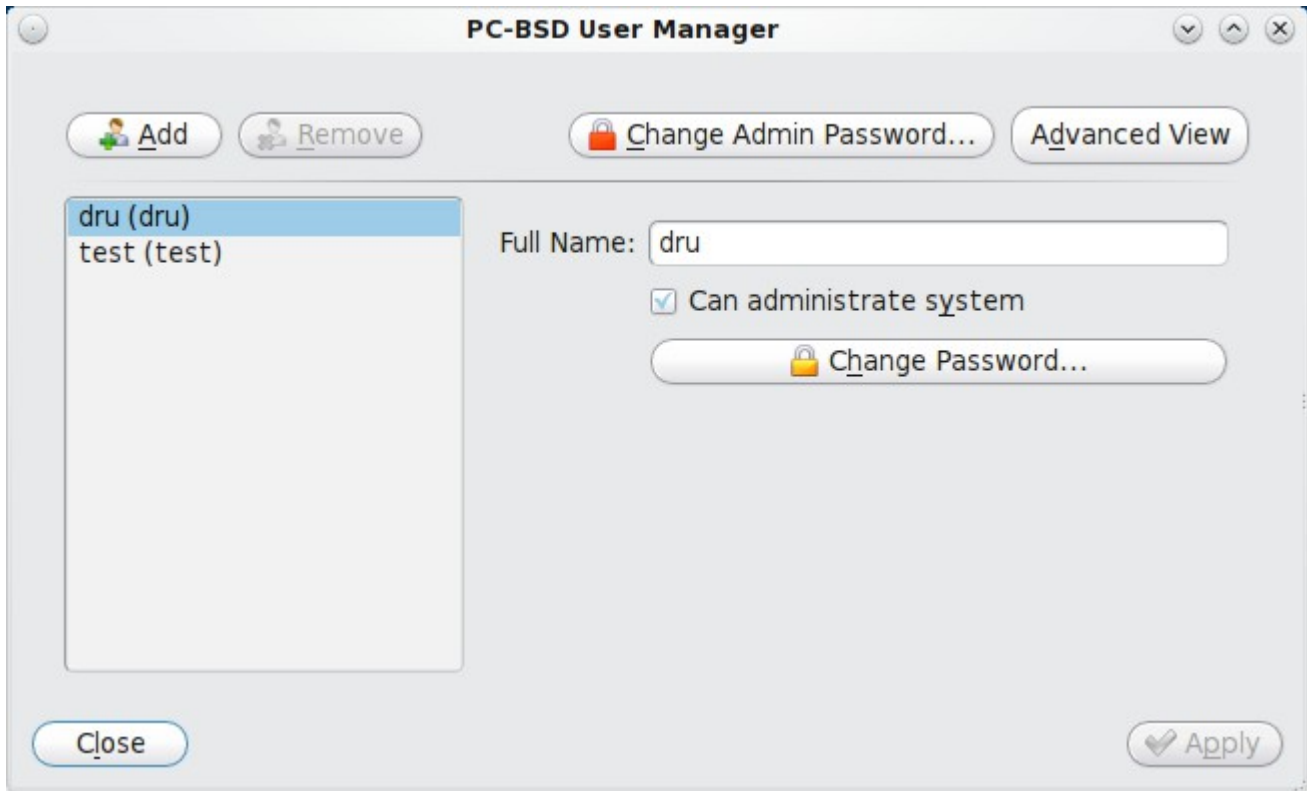 PC-BSD User Manager
Add Remove Change Admin Password... Advanced View
dru (dru)
test (test)
Full Name: dru
Can administrate system
Change Password...
Close Apply